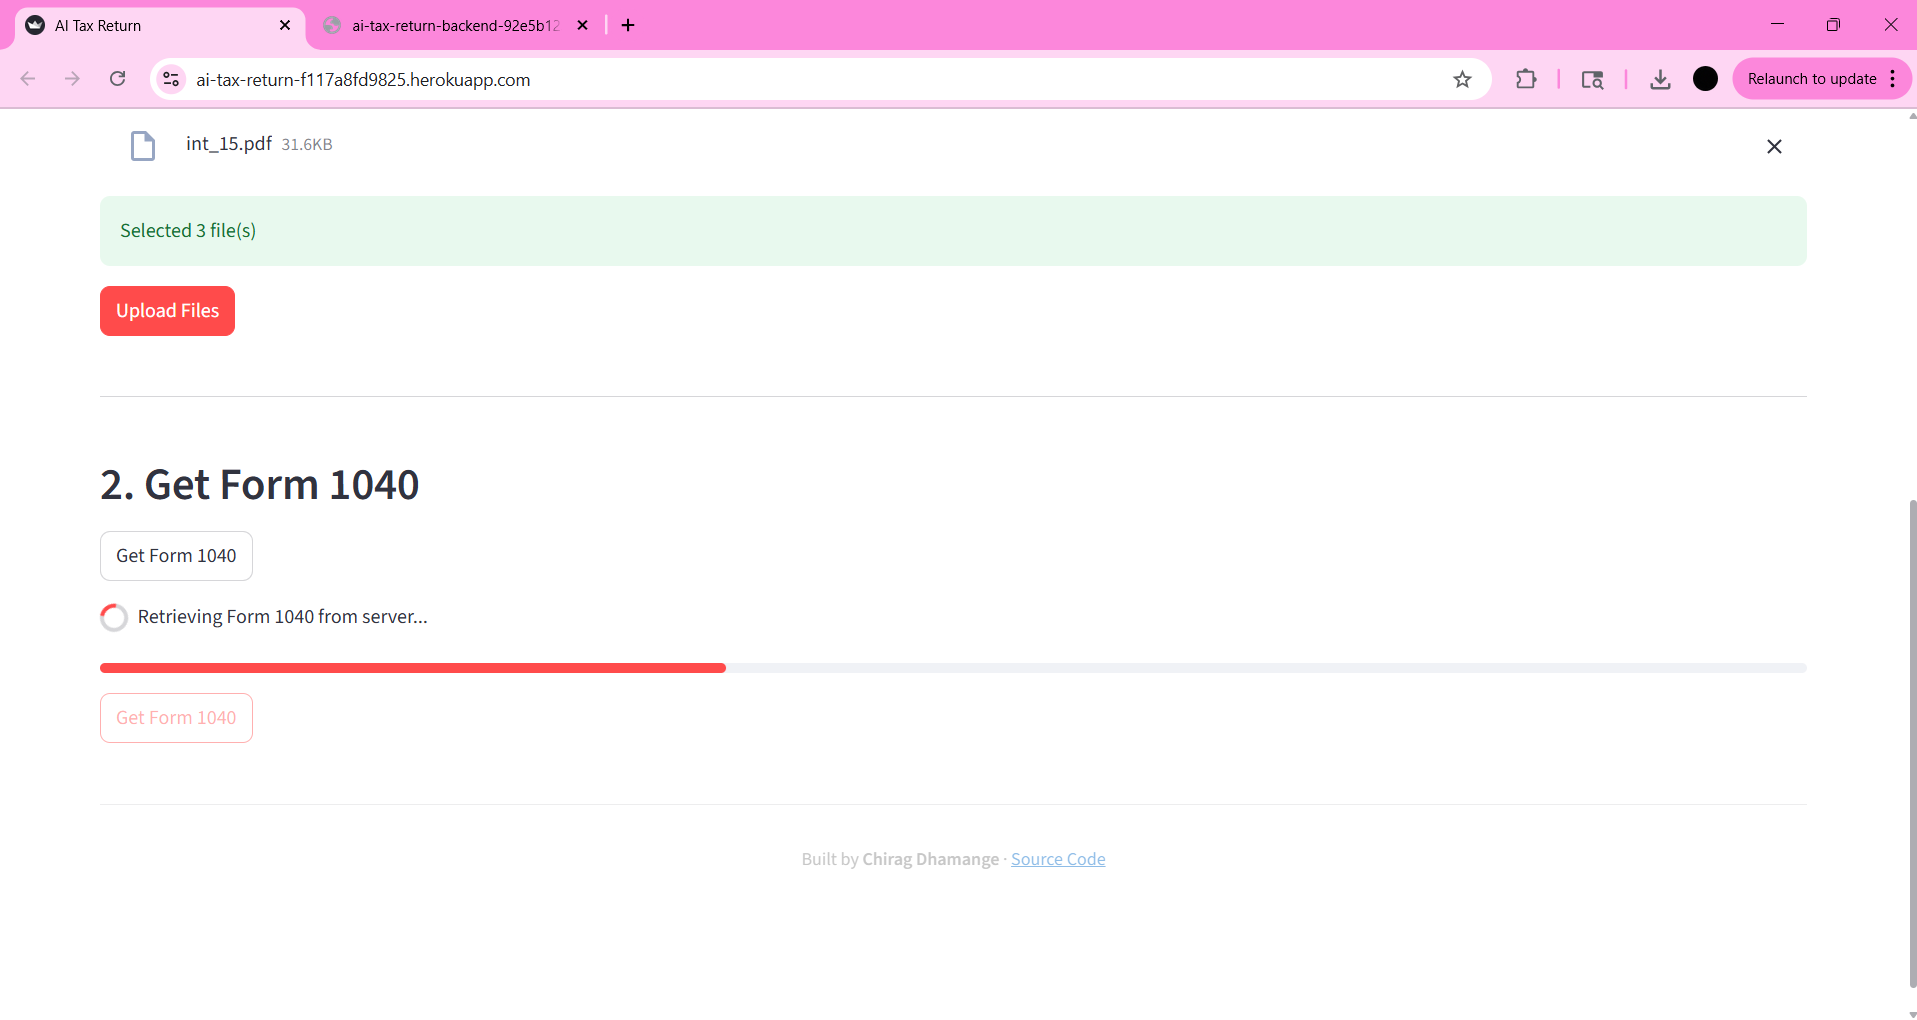 AI Tax Return
ai-tax-return-backend-92e5b12
ai-tax-return-f117a8fd9825.herokuapp.com
Relaunch to update
int_15.pdf 31.6KB
Selected 3 file(s)
Upload Files
2. Get Form 1040
Get Form 1040
Retrieving Form 1040 from server...
Get Form 1040
Built by Chirag Dhamange · Source Code